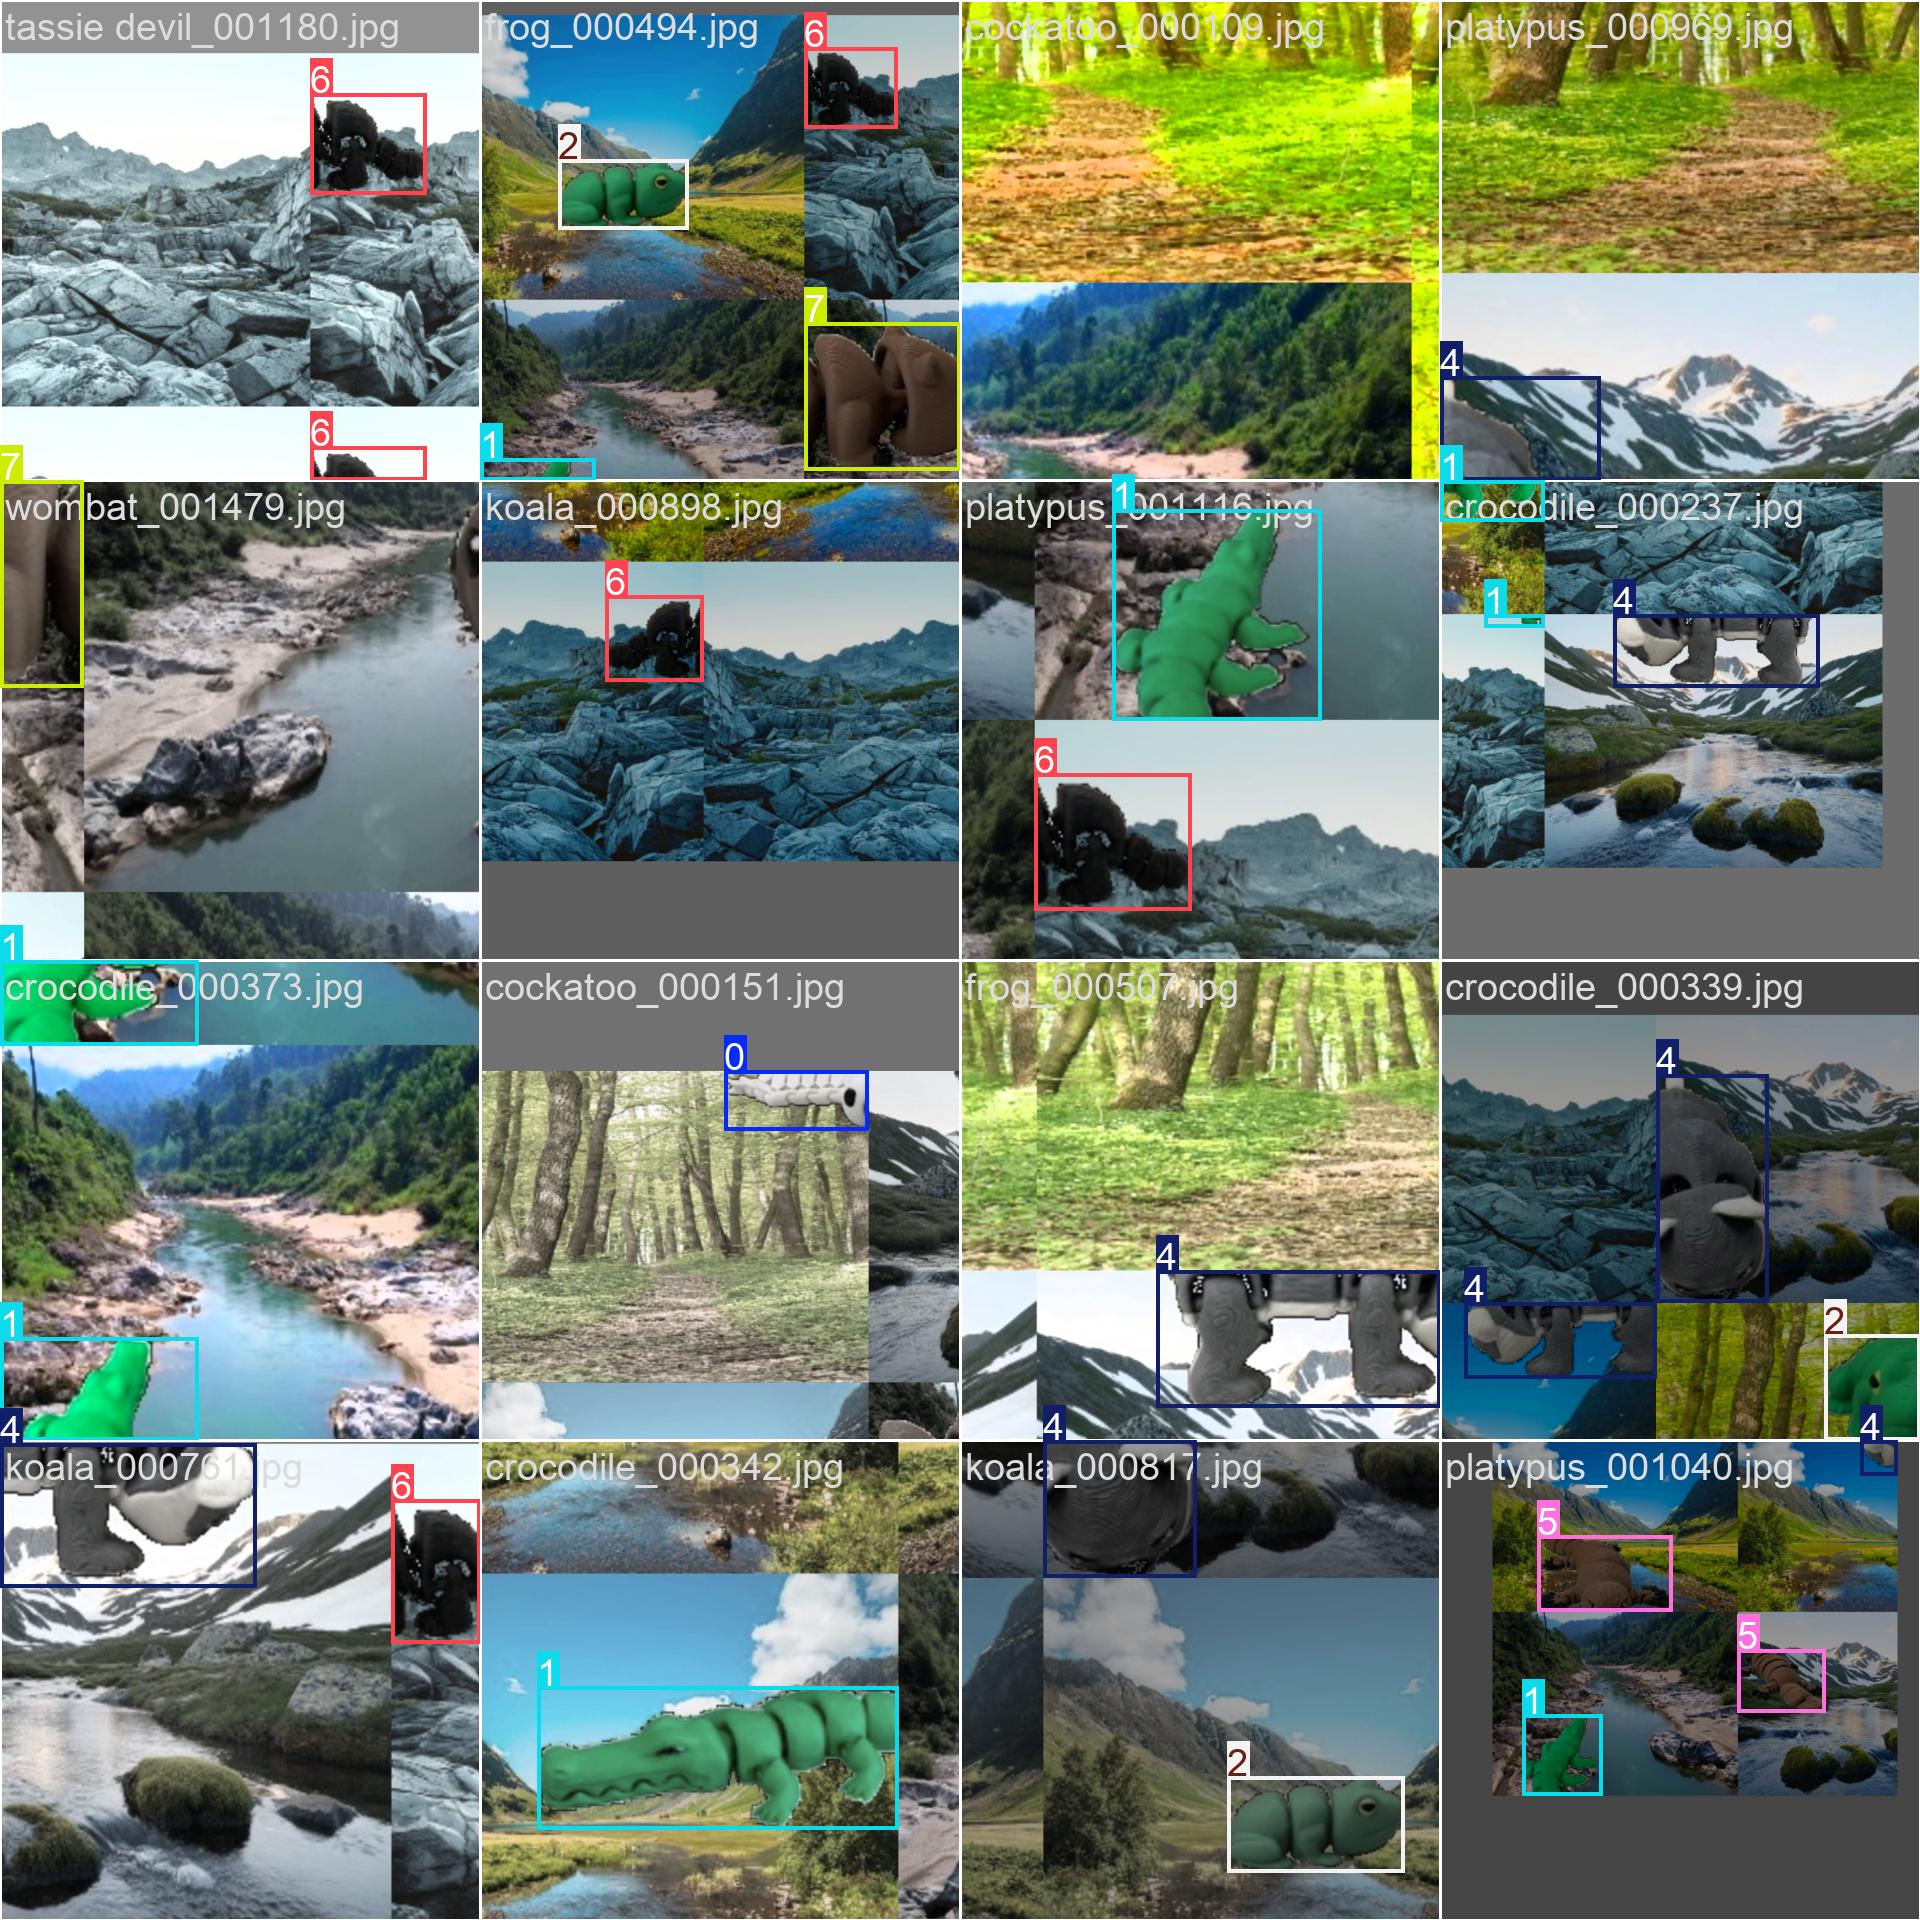 tassie devil_001180.jpg
6
6
frog_000494.jpg
6
2
7
1
cockatoo_000109.jpg
platypus_000969.jpg
4
1
7
wombat_001479.jpg
koala_000898.jpg
6
platypus_001116.jpg
1
6
crocodile_000237.jpg
1
4
1
crocodile_000373.jpg
1
cockatoo_000151.jpg
0
frog_000507.jpg
4
crocodile_000339.jpg
4
4
2
4
koala_000761.jpg
6
crocodile_000342.jpg
1
4
koala_000817.jpg
2
4
platypus_001040.jpg
5
5
1